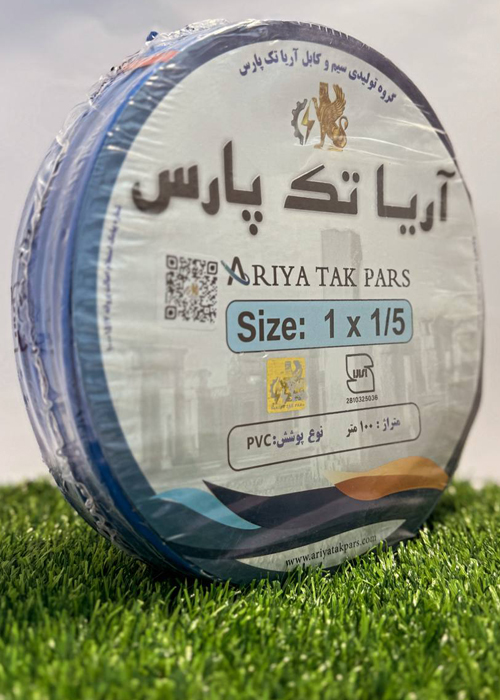 گروه تولیدی سیم و کابل آریا تک پارس
آریا تک پارس
ARIYA TAK PARS
Size: 1 x 1/5
2810325036
متراژ : ۱۰۰ متر
نوع پوشش:PVC
www.ariyatakpars.com